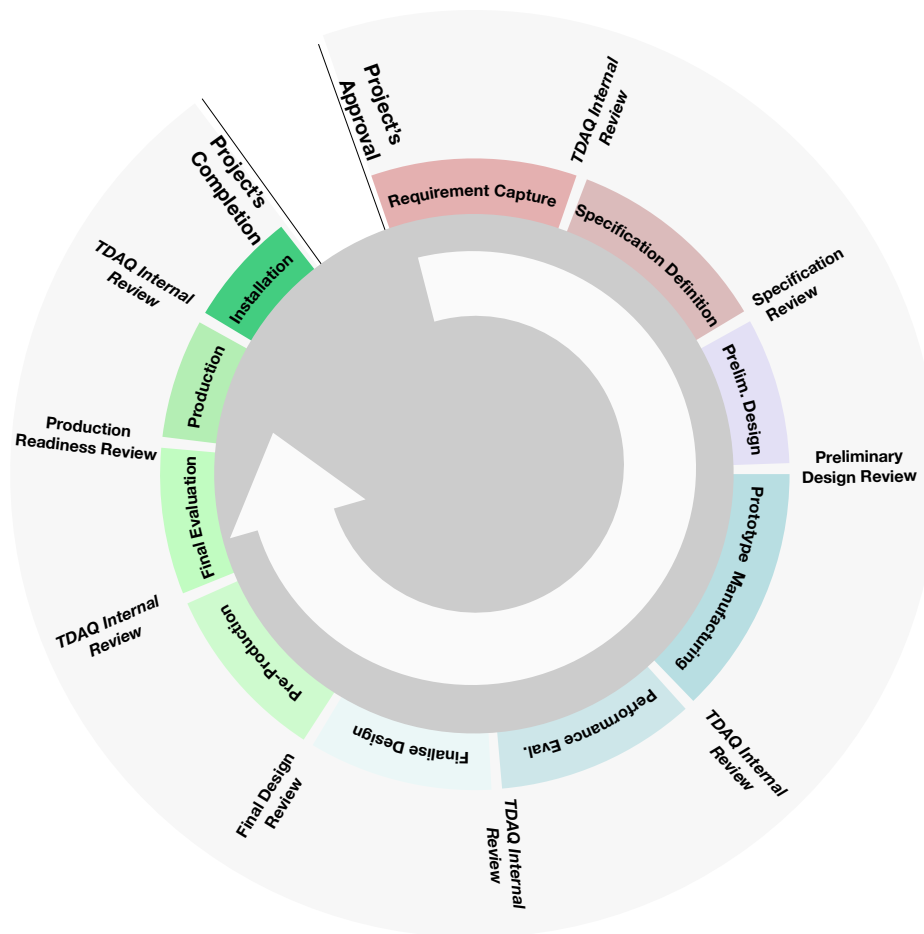 Project's
Approval
Requirement Capture
TDAQ Internal
Review
Specification Definition
Specification
Review
Prelim. Design
Preliminary
Design Review
Prototype Manufacturing
TDAQ Internal
Review
Performance Eval.
TDAQ Internal
Review
Finalise Design
Final Design
Review
Pre-Production
TDAQ Internal
Review
Final Evaluation
Production
Readiness Review
Production
TDAQ Internal
Review
Installation
Project's
Completion